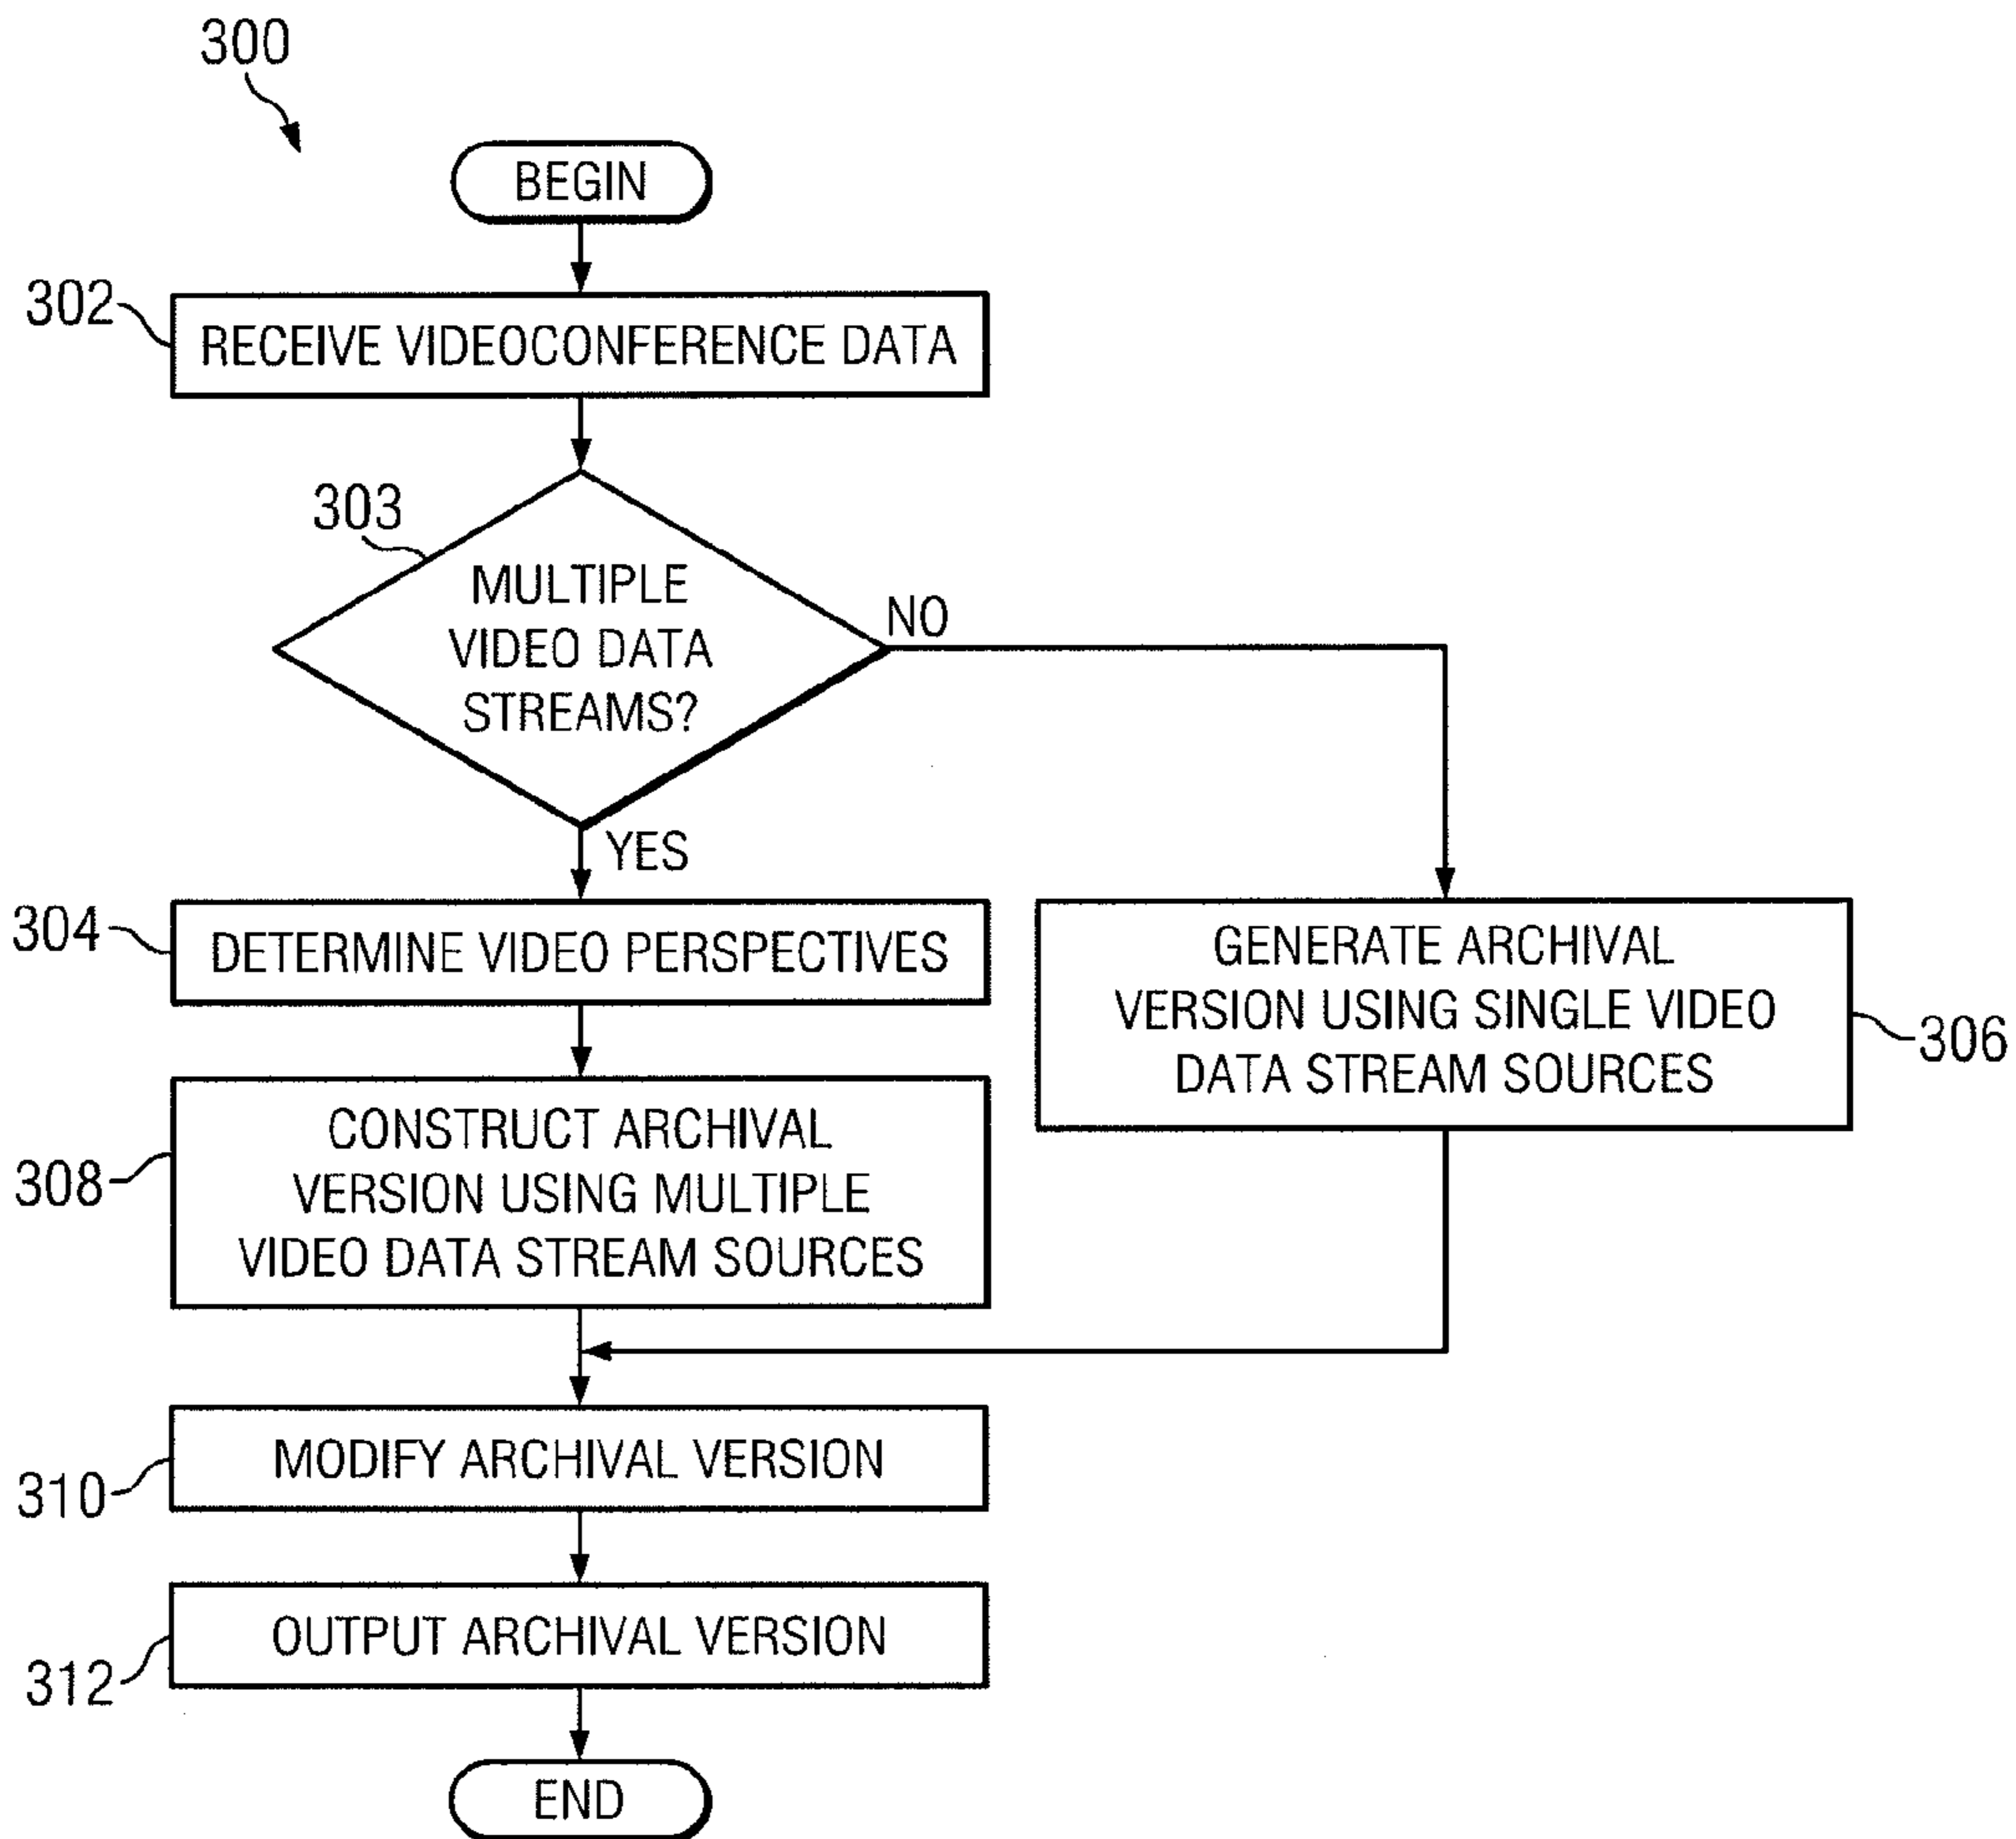 300
BEGIN
302
RECEIVE VIDEOCONFERENCE DATA
303
MULTIPLE
VIDEO DATA
STREAMS?
NO
YES
304
DETERMINE VIDEO PERSPECTIVES
GENERATE ARCHIVAL
VERSION USING SINGLE VIDEO
DATA STREAM SOURCES
306
308
CONSTRUCT ARCHIVAL
VERSION USING MULTIPLE
VIDEO DATA STREAM SOURCES
310
MODIFY ARCHIVAL VERSION
312
OUTPUT ARCHIVAL VERSION
END